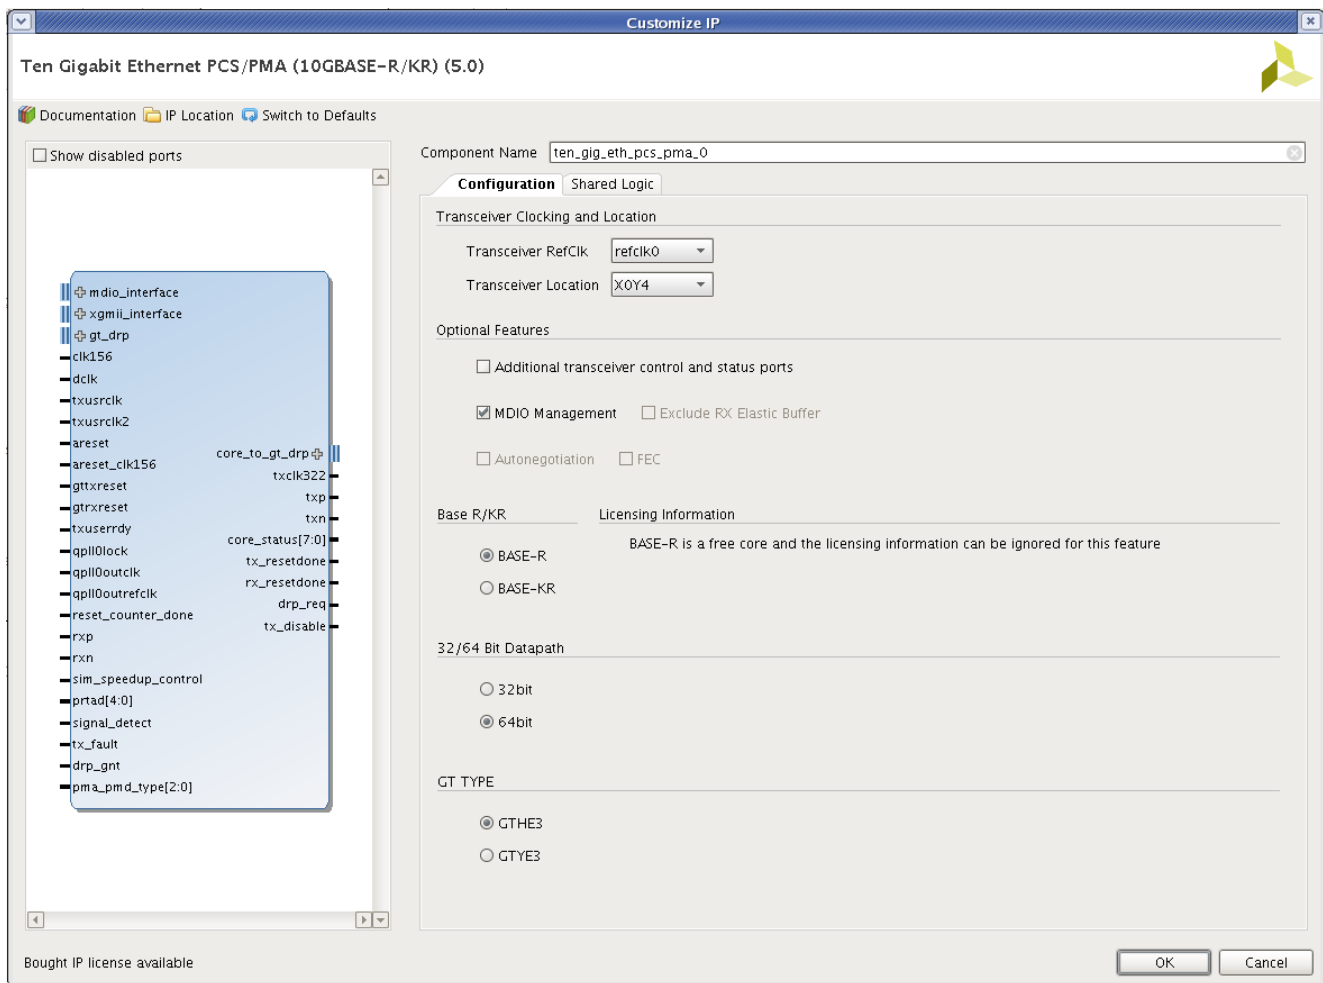 Customize IP
Ten Gigabit Ethernet PCS/PMA (10GBASE-R/KR) (5.0)
Documentation IP Location Switch to Defaults
Show disabled ports
mdio_interface
xgmii_interface
gt_drp
clk156
dclk
txusrclk
txusrclk2
areset
areset_clk156
gttxreset
gtrxreset
txuserrdy
qpll0lock
qpll0outclk
qpll0outrefclk
reset_counter_done
rxp
rxn
sim_speedup_control
prtad[4:0]
signal_detect
tx_fault
drp_gnt
pma_pmd_type[2:0]
core_to_gt_drp
txclk322
txp
txn
core_status[7:0]
tx_resetdone
rx_resetdone
drp_req
tx_disable
Component Name ten_gig_eth_pcs_pma_0
Configuration Shared Logic
Transceiver Clocking and Location
Transceiver RefClk refclk0
Transceiver Location X0Y4
Optional Features
Additional transceiver control and status ports
MDIO Management Exclude RX Elastic Buffer
Autonegotiation FEC
Base R/KR Licensing Information
BASE-R BASE-R is a free core and the licensing information can be ignored for this feature
BASE-KR
32/64 Bit Datapath
32bit
64bit
GT TYPE
GTHE3
GTYE3
Bought IP license available
OK Cancel